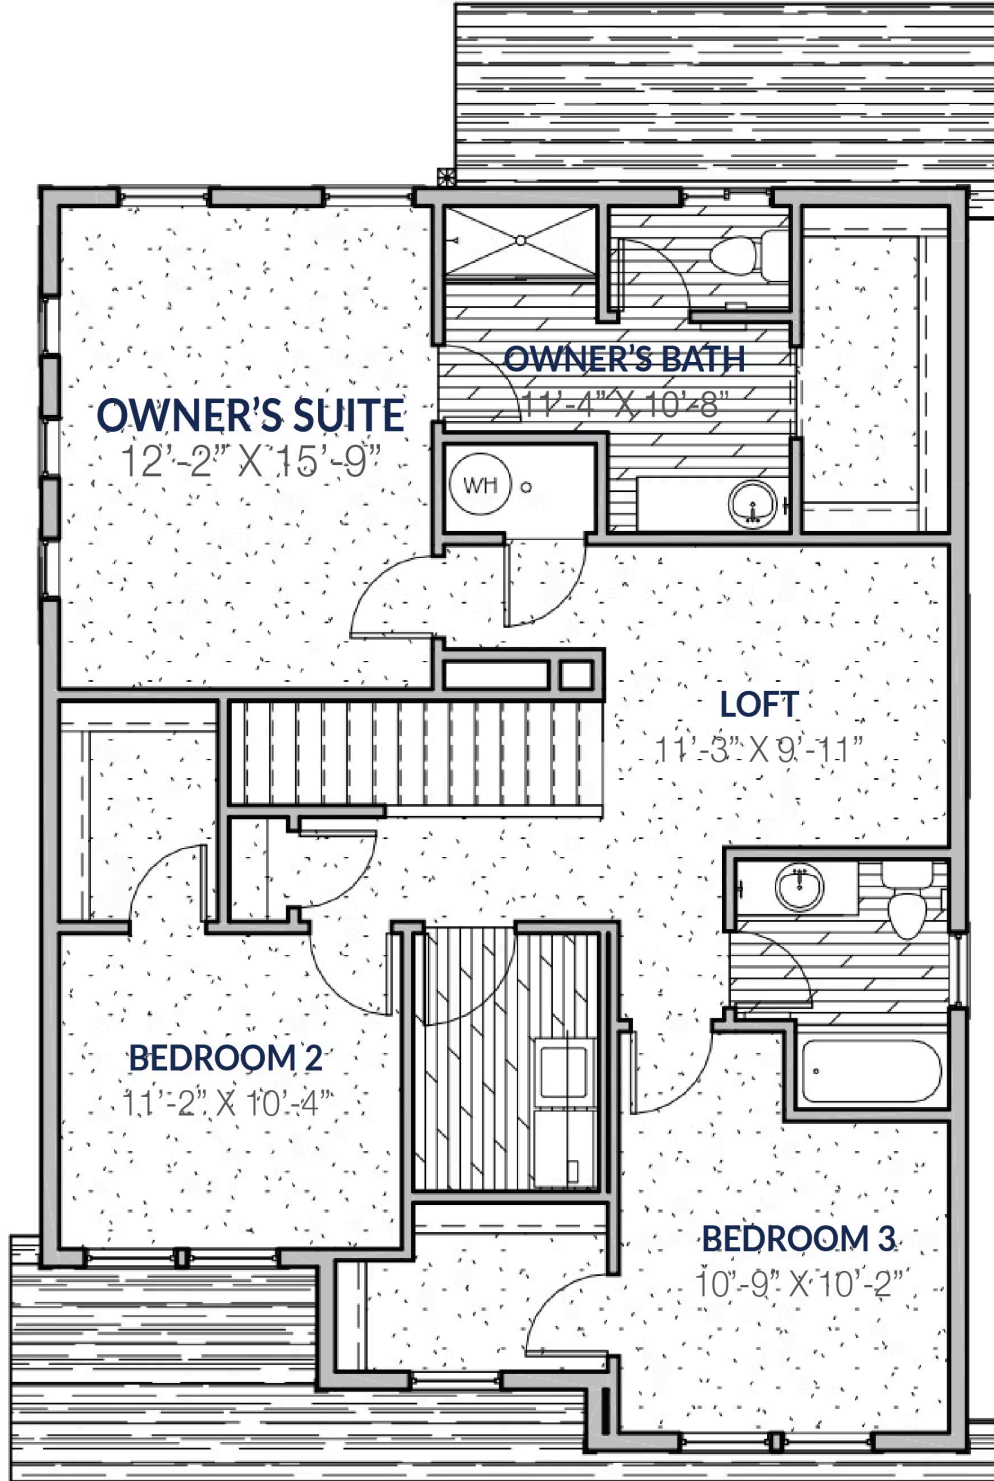 OWNER’S BATH
11’-4” X 10’-8”
OWNER’S SUITE
12’-2” X 15’-9”
WH
LOFT
11’-3” X 9’-11”
BEDROOM 2
11’-2” X 10’-4”
BEDROOM 3
10’-9” X 10’-2”